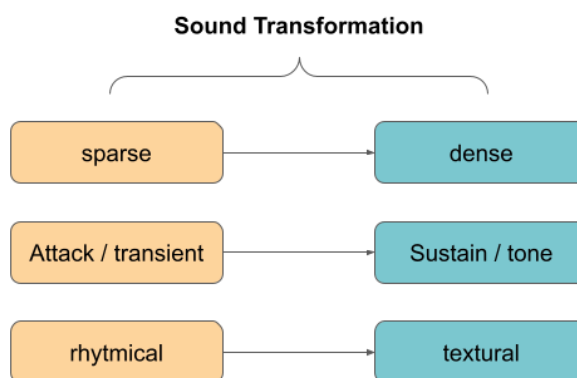 Sound Transformation
sparse
dense
Attack / transient
Sustain / tone
rhytmical
textural